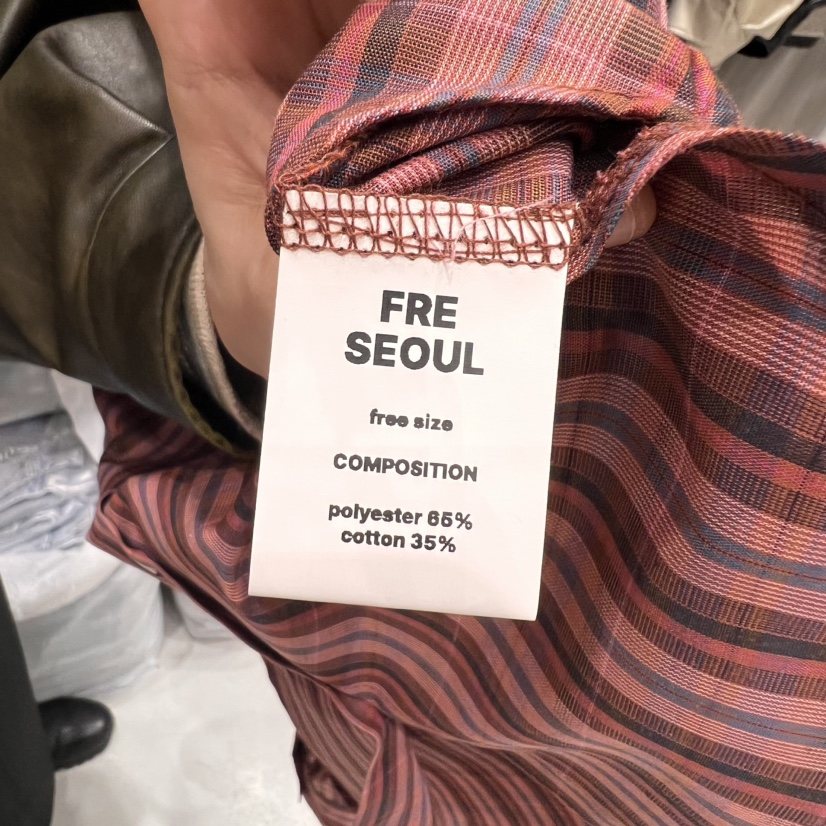 FRE
SEOUL
free size
COMPOSITION
polyester 65%
cotton 35%